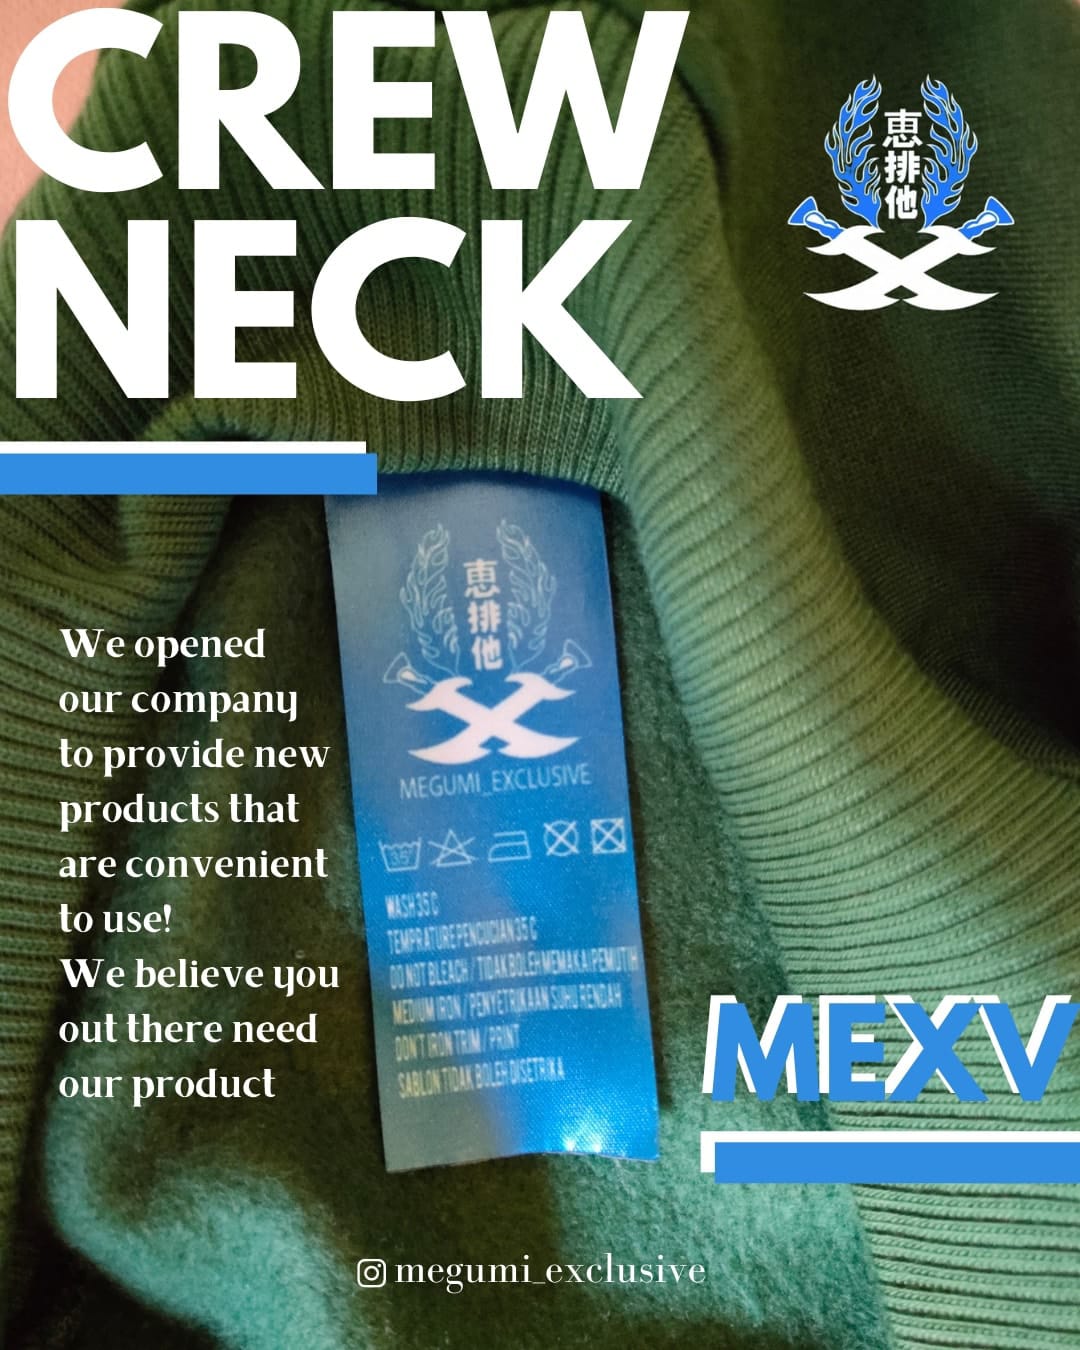 CREW
NECK
恵
排
他
恵
排
他
MEGUMI_EXCLUSIVE
35°
WASH 35 C
TEMPRATURE PENCUCIAN 35 C
DO NOT BLEACH / TIDAK BOLEH MEMAKAI PEMUTIH
MEDIUM IRON / PENYETRIKAAN SUHU RENDAH
DON'T IRON TRIM / PRINT
SABLON TIDAK BOLEH DISETRIKA
We opened
our company
to provide new
products that
are convenient
to use!
We believe you
out there need
our product
MEXV
megumi_exclusive